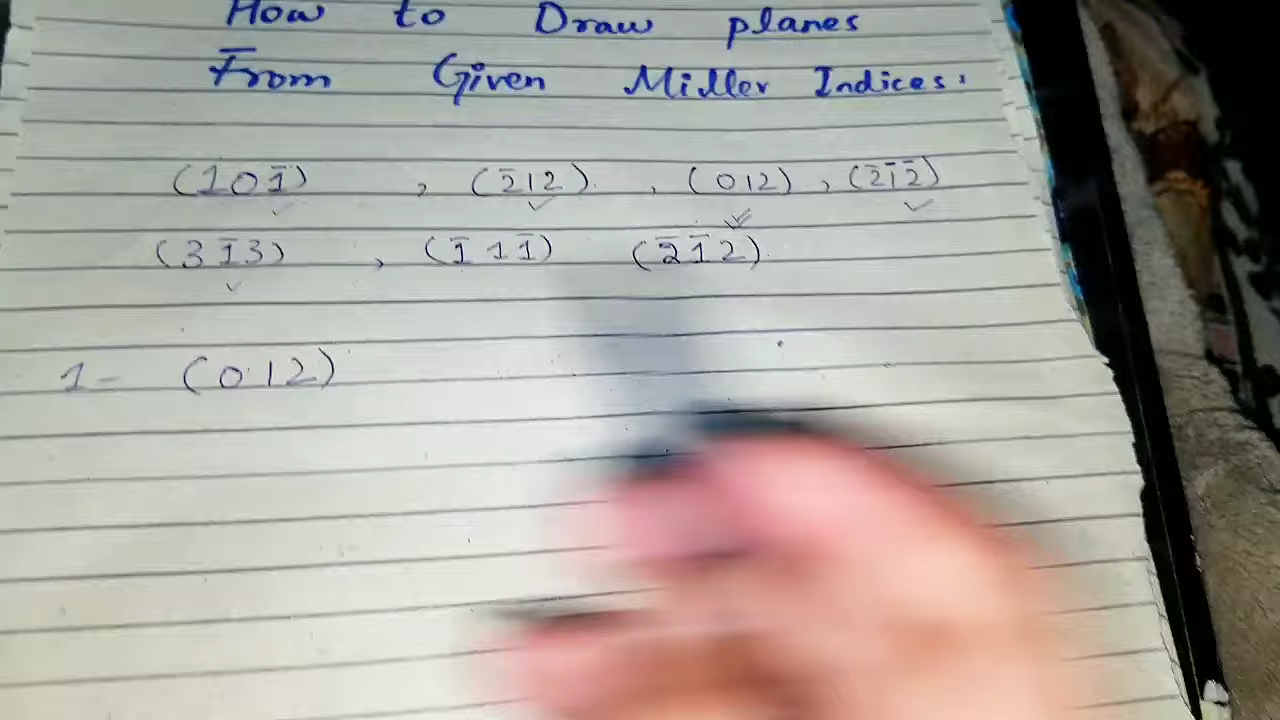 How to Draw planes
From Given Miller Indices:
(1 0 1̄) , (2̄ 1 2) , (0 1 2) , (2̄ 1̄ 2̄)
(3 1̄ 3) , (1̄ 1 1̄) (2̄ 1̄ 2)
1- (0 1 2)